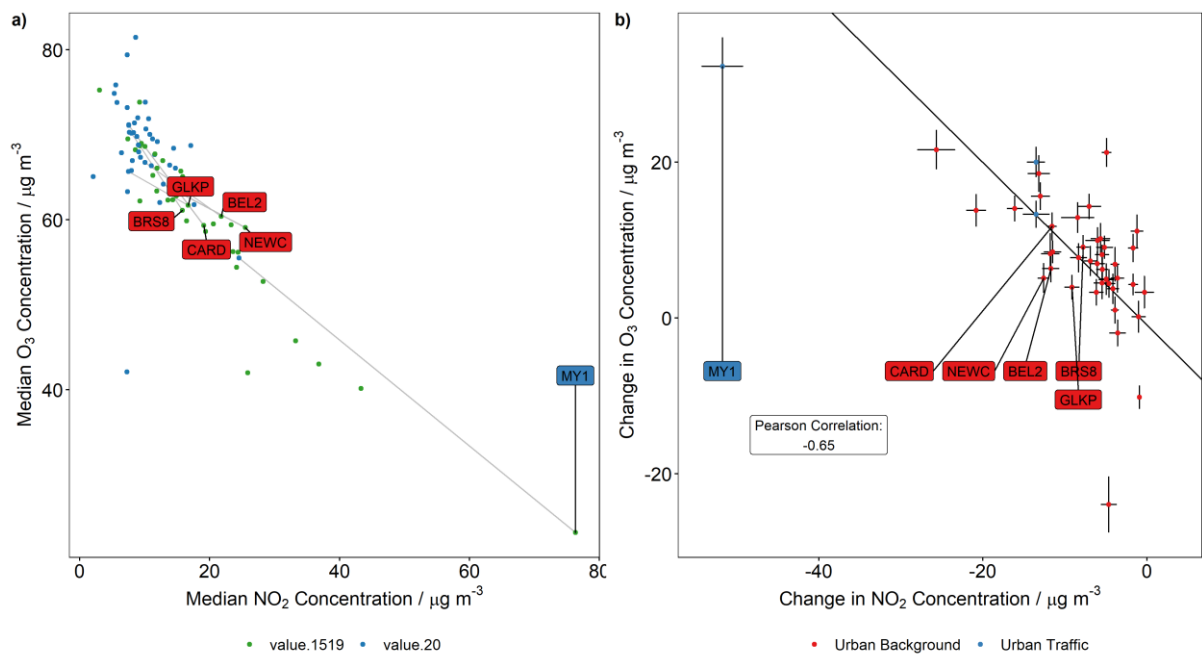 a)
Median O₃ Concentration / μg m⁻³
80
60
40
GLKP
BEL2
BRS8
CARD
NEWC
MY1
0
20
40
60
80
Median NO₂ Concentration / μg m⁻³
value.1519
value.20
b)
Change in O₃ Concentration / μg m⁻³
20
0
-20
MY1
CARD
NEWC
BEL2
BRS8
GLKP
Pearson Correlation:
-0.65
-40
-20
0
Change in NO₂ Concentration / μg m⁻³
Urban Background
Urban Traffic